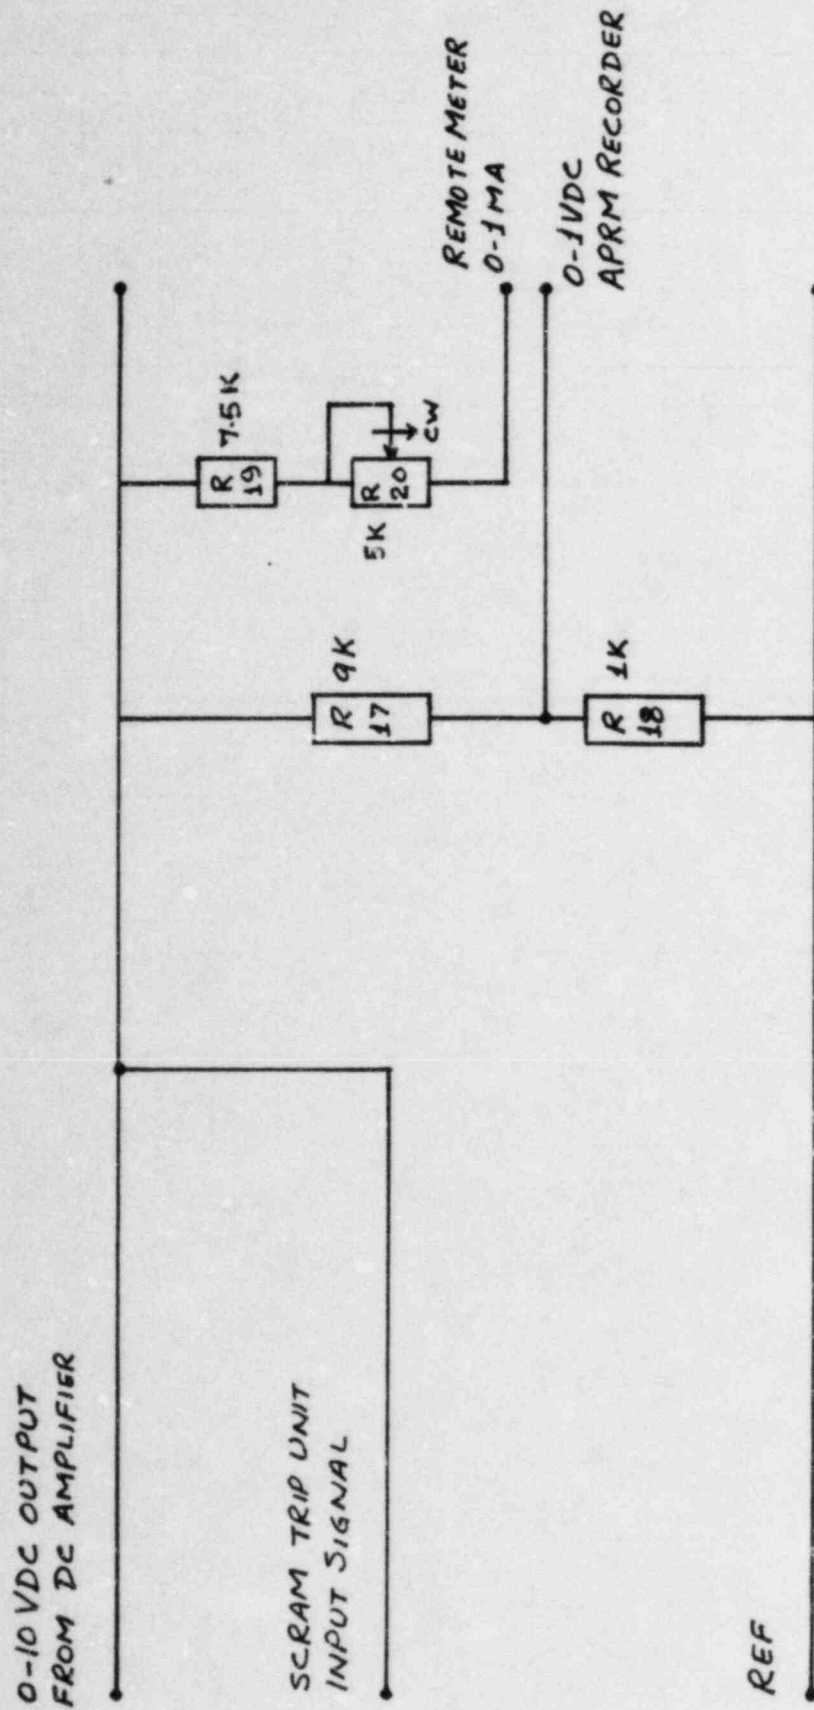 0-10 VDC OUTPUT
FROM DC AMPLIFIER
SCRAM TRIP UNIT
INPUT SIGNAL
REF
R
17
9K
R
18
1K
R
19
7.5K
R
20
5K
CW
REMOTE METER
0-1 MA
0-1VDC
APRM RECORDER